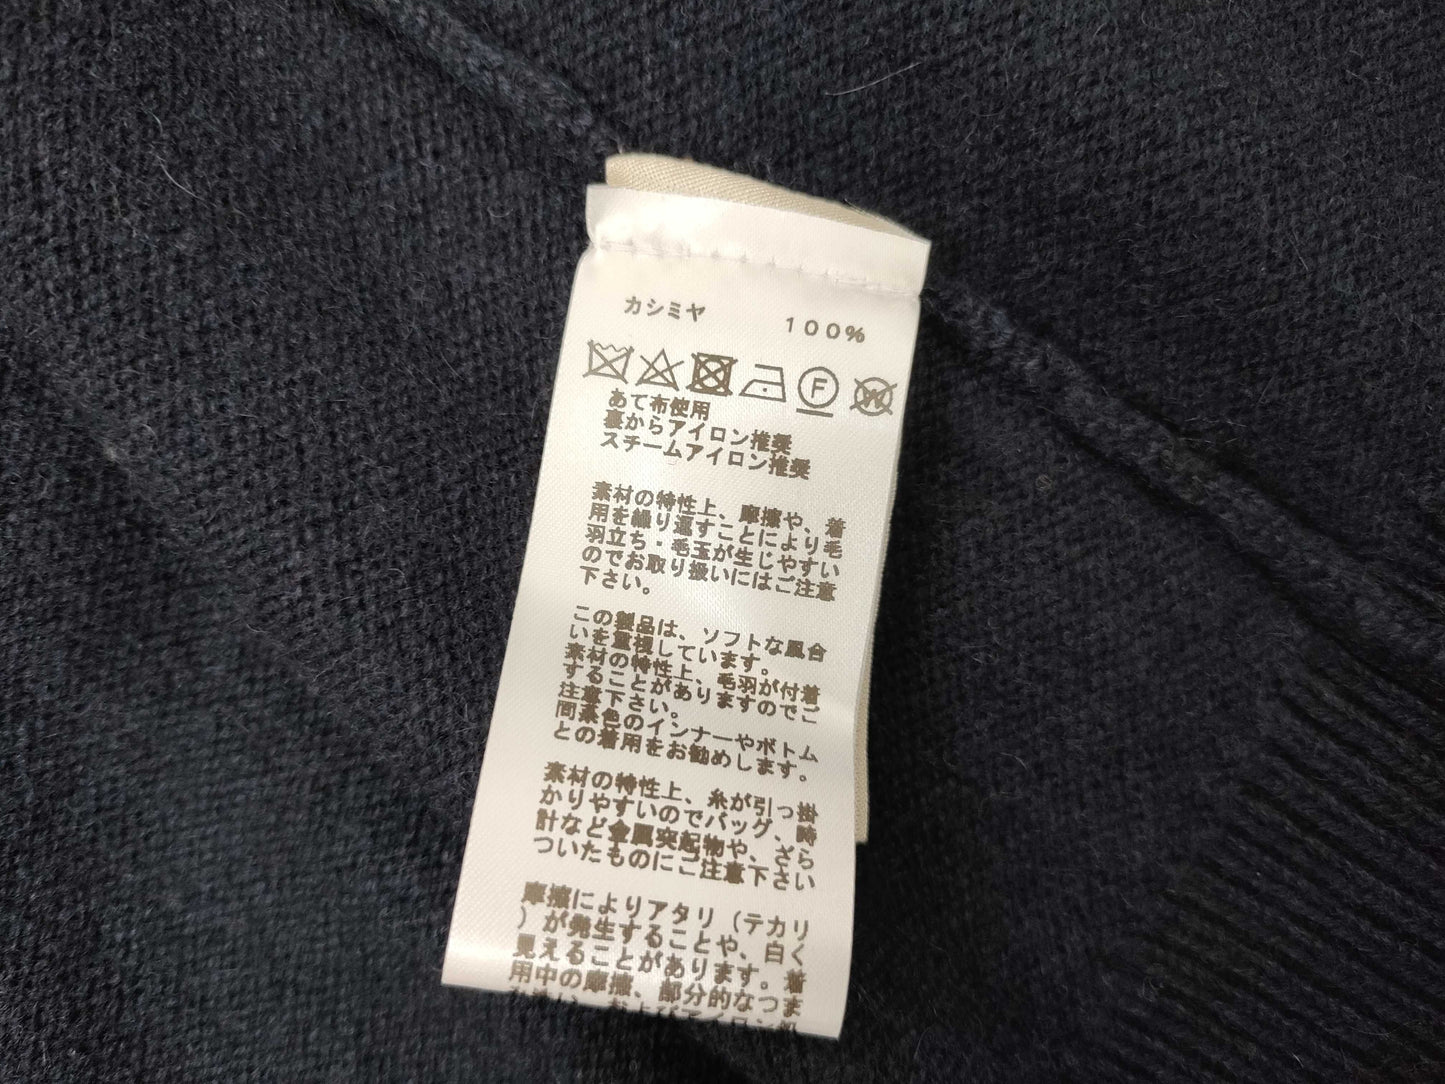 カシミヤ 100%
F
W
あて布使用
裏からアイロン推奨
スチームアイロン推奨
素材の特性上、摩擦や、着
用を繰り返すことにより毛
羽立ち・毛玉が生じやすい
のでお取り扱いにはご注意
下さい。
この製品は、ソフトな風合
いを重視しています。
素材の特性上、毛羽が付着
することがありますのでご
注意下さい。
同素色のインナーやボトム
との着用をお勧めします。
素材の特性上、糸が引っ掛
かりやすいのでバッグ、時
計など金属突起物や、ざら
ついたものにご注意下さい
摩擦によりアタリ（テカリ
）が発生することや、白く
見えることがあります。着
用中の摩擦、部分的なつま
およびアイロン